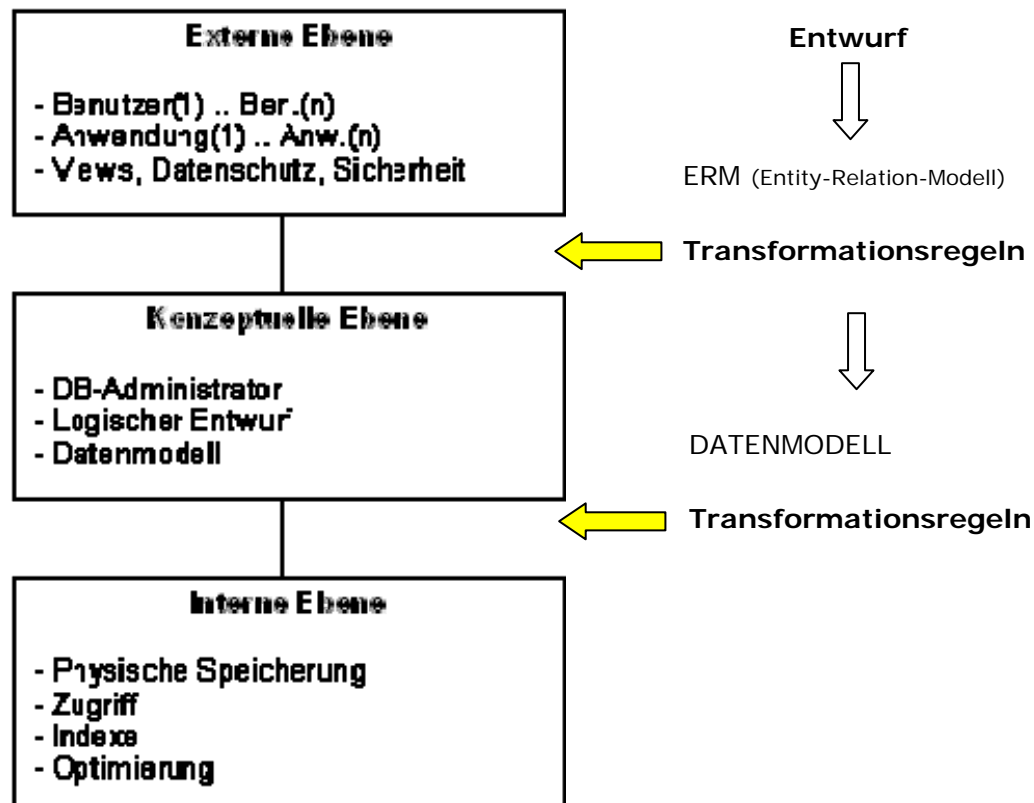 Externe Ebene
- Benutzer(1) .. Ben.(n)
- Anwendung(1) .. Anw.(n)
- Views, Datenschutz, Sicherheit
Entwurf
ERM (Entity-Relation-Modell)
Transformationsregeln
Konzeptuelle Ebene
- DB-Administrator
- Logischer Entwurf
- Datenmodell
DATENMODELL
Transformationsregeln
Interne Ebene
- Physische Speicherung
- Zugriff
- Indexe
- Optimierung